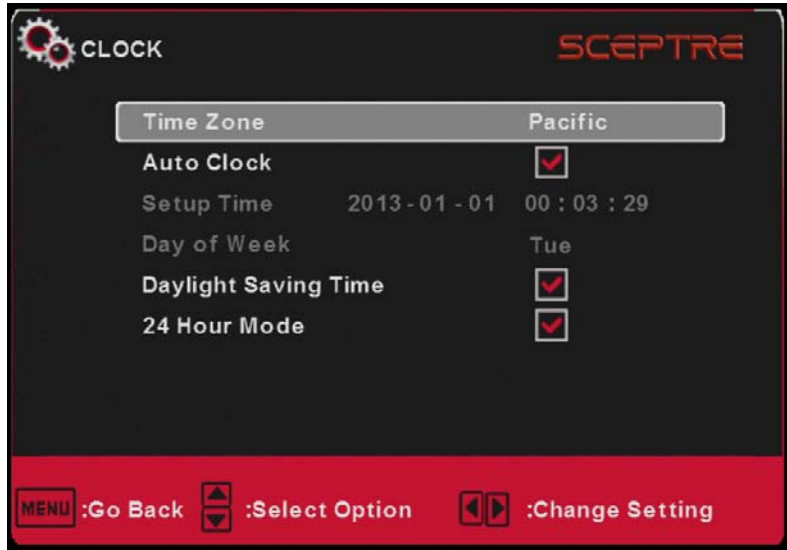 CLOCK
SCEPTRE
Time Zone Pacific
Auto Clock
Setup Time 2013-01-01 00:03:29
Day of Week Tue
Daylight Saving Time
24 Hour Mode
MENU :Go Back :Select Option :Change Setting